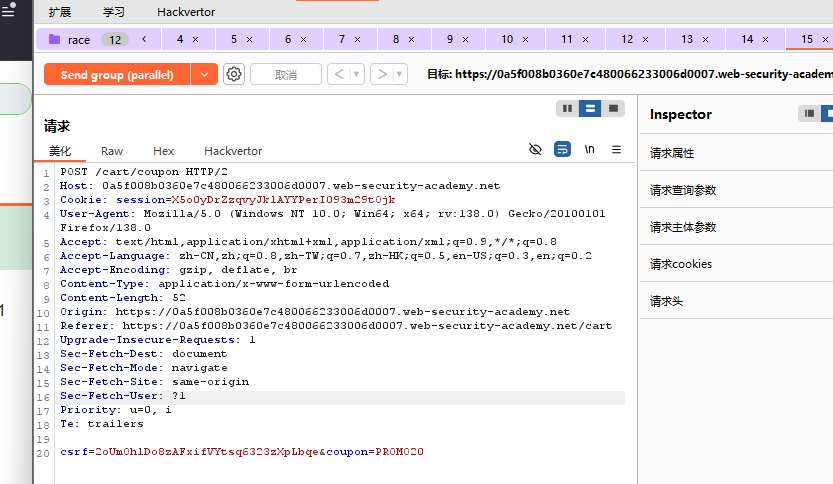 扩展 学习 Hackvertor
race 12 < 4 × 5 × 6 × 7 × 8 × 9 × 10 × 11 × 12 × 13 × 14 × 15 ×
Send group (parallel) 取消 < > 目标: https://0a5f008b0360e7c480066233006d0007.web-security-academ
请求
美化 Raw Hex Hackvertor \n
1 POST /cart/coupon HTTP/2
2 Host: 0a5f008b0360e7c480066233006d0007.web-security-academy.net
3 Cookie: session=X5o0yDrZzqvyJklAYYPerI093m29t0jk
4 User-Agent: Mozilla/5.0 (Windows NT 10.0; Win64; x64; rv:138.0) Gecko/20100101
Firefox/138.0
5 Accept: text/html,application/xhtml+xml,application/xml;q=0.9,*/*;q=0.8
6 Accept-Language: zh-CN,zh;q=0.8,zh-TW;q=0.7,zh-HK;q=0.5,en-US;q=0.3,en;q=0.2
7 Accept-Encoding: gzip, deflate, br
8 Content-Type: application/x-www-form-urlencoded
9 Content-Length: 52
10 Origin: https://0a5f008b0360e7c480066233006d0007.web-security-academy.net
11 Referer: https://0a5f008b0360e7c480066233006d0007.web-security-academy.net/cart
12 Upgrade-Insecure-Requests: 1
13 Sec-Fetch-Dest: document
14 Sec-Fetch-Mode: navigate
15 Sec-Fetch-Site: same-origin
16 Sec-Fetch-User: ?1
17 Priority: u=0, i
18 Te: trailers
19
20 csrf=2oUm0hlDo8zAFxifVYtsq6323zXpLbqe&coupon=PROMO20
Inspector
请求属性
请求查询参数
请求主体参数
请求cookies
请求头